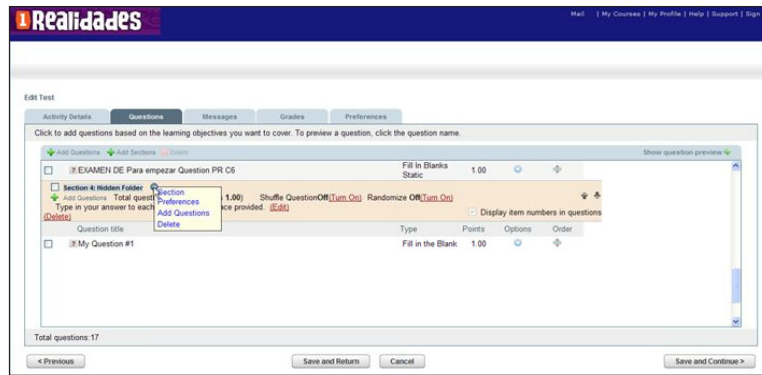 1 Realidades
Mail | My Courses | My Profile | Help | Support | Sign
Edit Test
Activity Details Questions Messages Grades Preferences
Click to add questions based on the learning objectives you want to cover. To preview a question, click the question name.
Add Questions Add Sections Delete Show question preview
EXAMEN DE Para empezar Question PR C6 Fill In Blanks Static 1.00
Section 4: Hidden Folder
Add Questions Total quest 1.00) Shuffle QuestionOff(Turn On) Randomize Off(Turn On)
Type in your answer to each ce provided. (Edit)
(Delete)
Display item numbers in questions
Section
Preferences
Add Questions
Delete
Question title Type Points Options Order
My Question #1 Fill in the Blank 1.00
Total questions:17
< Previous Save and Return Cancel Save and Continue >